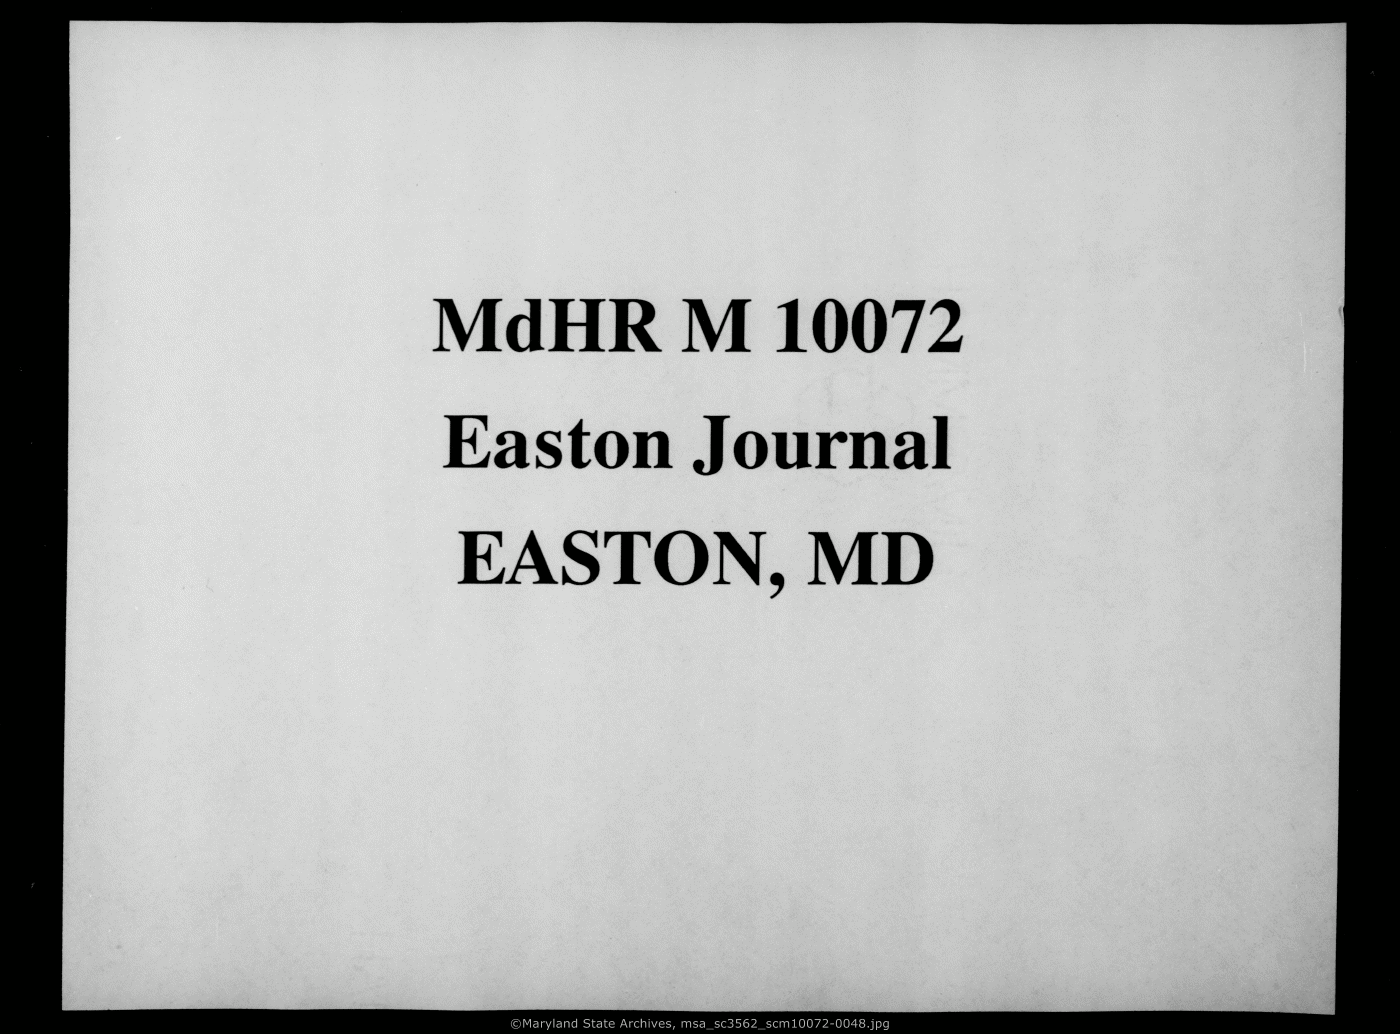 MdHR M 10072
Easton Journal
EASTON, MD
©Maryland State Archives, msa_sc3562_scm10072-0048.jpg